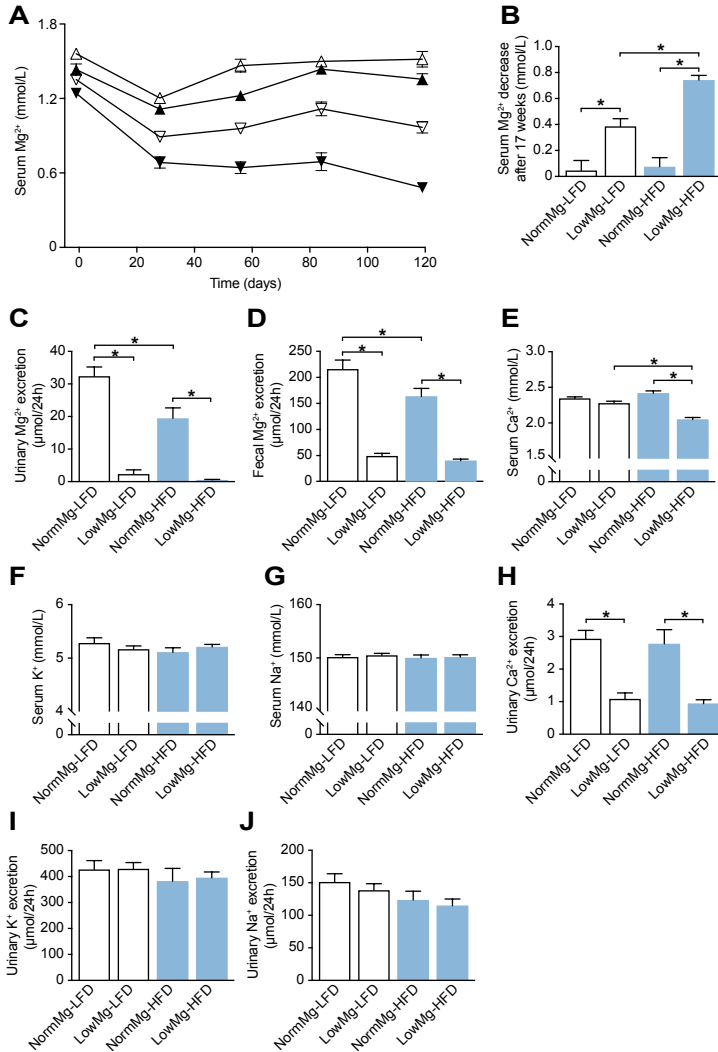 A
Serum Mg²⁺ (mmol/L)
1.8
1.2
0.6
0
0
20
40
60
80
100
120
Time (days)
B
Serum Mg²⁺ decrease
after 17 weeks (mmol/L)
1.0
0.8
0.6
0.4
0.2
0
*
*
*
NormMg-LFD
LowMg-LFD
NormMg-HFD
LowMg-HFD
C
Urinary Mg²⁺ excretion
(µmol/24h)
40
30
20
10
0
*
*
*
NormMg-LFD
LowMg-LFD
NormMg-HFD
LowMg-HFD
D
Fecal Mg²⁺ excretion
(µmol/24h)
250
200
150
100
50
0
*
*
*
NormMg-LFD
LowMg-LFD
NormMg-HFD
LowMg-HFD
E
Serum Ca²⁺ (mmol/L)
3.0
2.5
2.0
1.5
0
*
*
NormMg-LFD
LowMg-LFD
NormMg-HFD
LowMg-HFD
F
Serum K⁺ (mmol/L)
6
5
4
0
NormMg-LFD
LowMg-LFD
NormMg-HFD
LowMg-HFD
G
Serum Na⁺ (mmol/L)
160
150
140
0
NormMg-LFD
LowMg-LFD
NormMg-HFD
LowMg-HFD
H
Urinary Ca²⁺ excretion
(µmol/24h)
4
3
2
1
0
*
*
NormMg-LFD
LowMg-LFD
NormMg-HFD
LowMg-HFD
I
Urinary K⁺ excretion
(µmol/24h)
500
400
300
200
100
0
NormMg-LFD
LowMg-LFD
NormMg-HFD
LowMg-HFD
J
Urinary Na⁺ excretion
(µmol/24h)
200
150
100
50
0
NormMg-LFD
LowMg-LFD
NormMg-HFD
LowMg-HFD